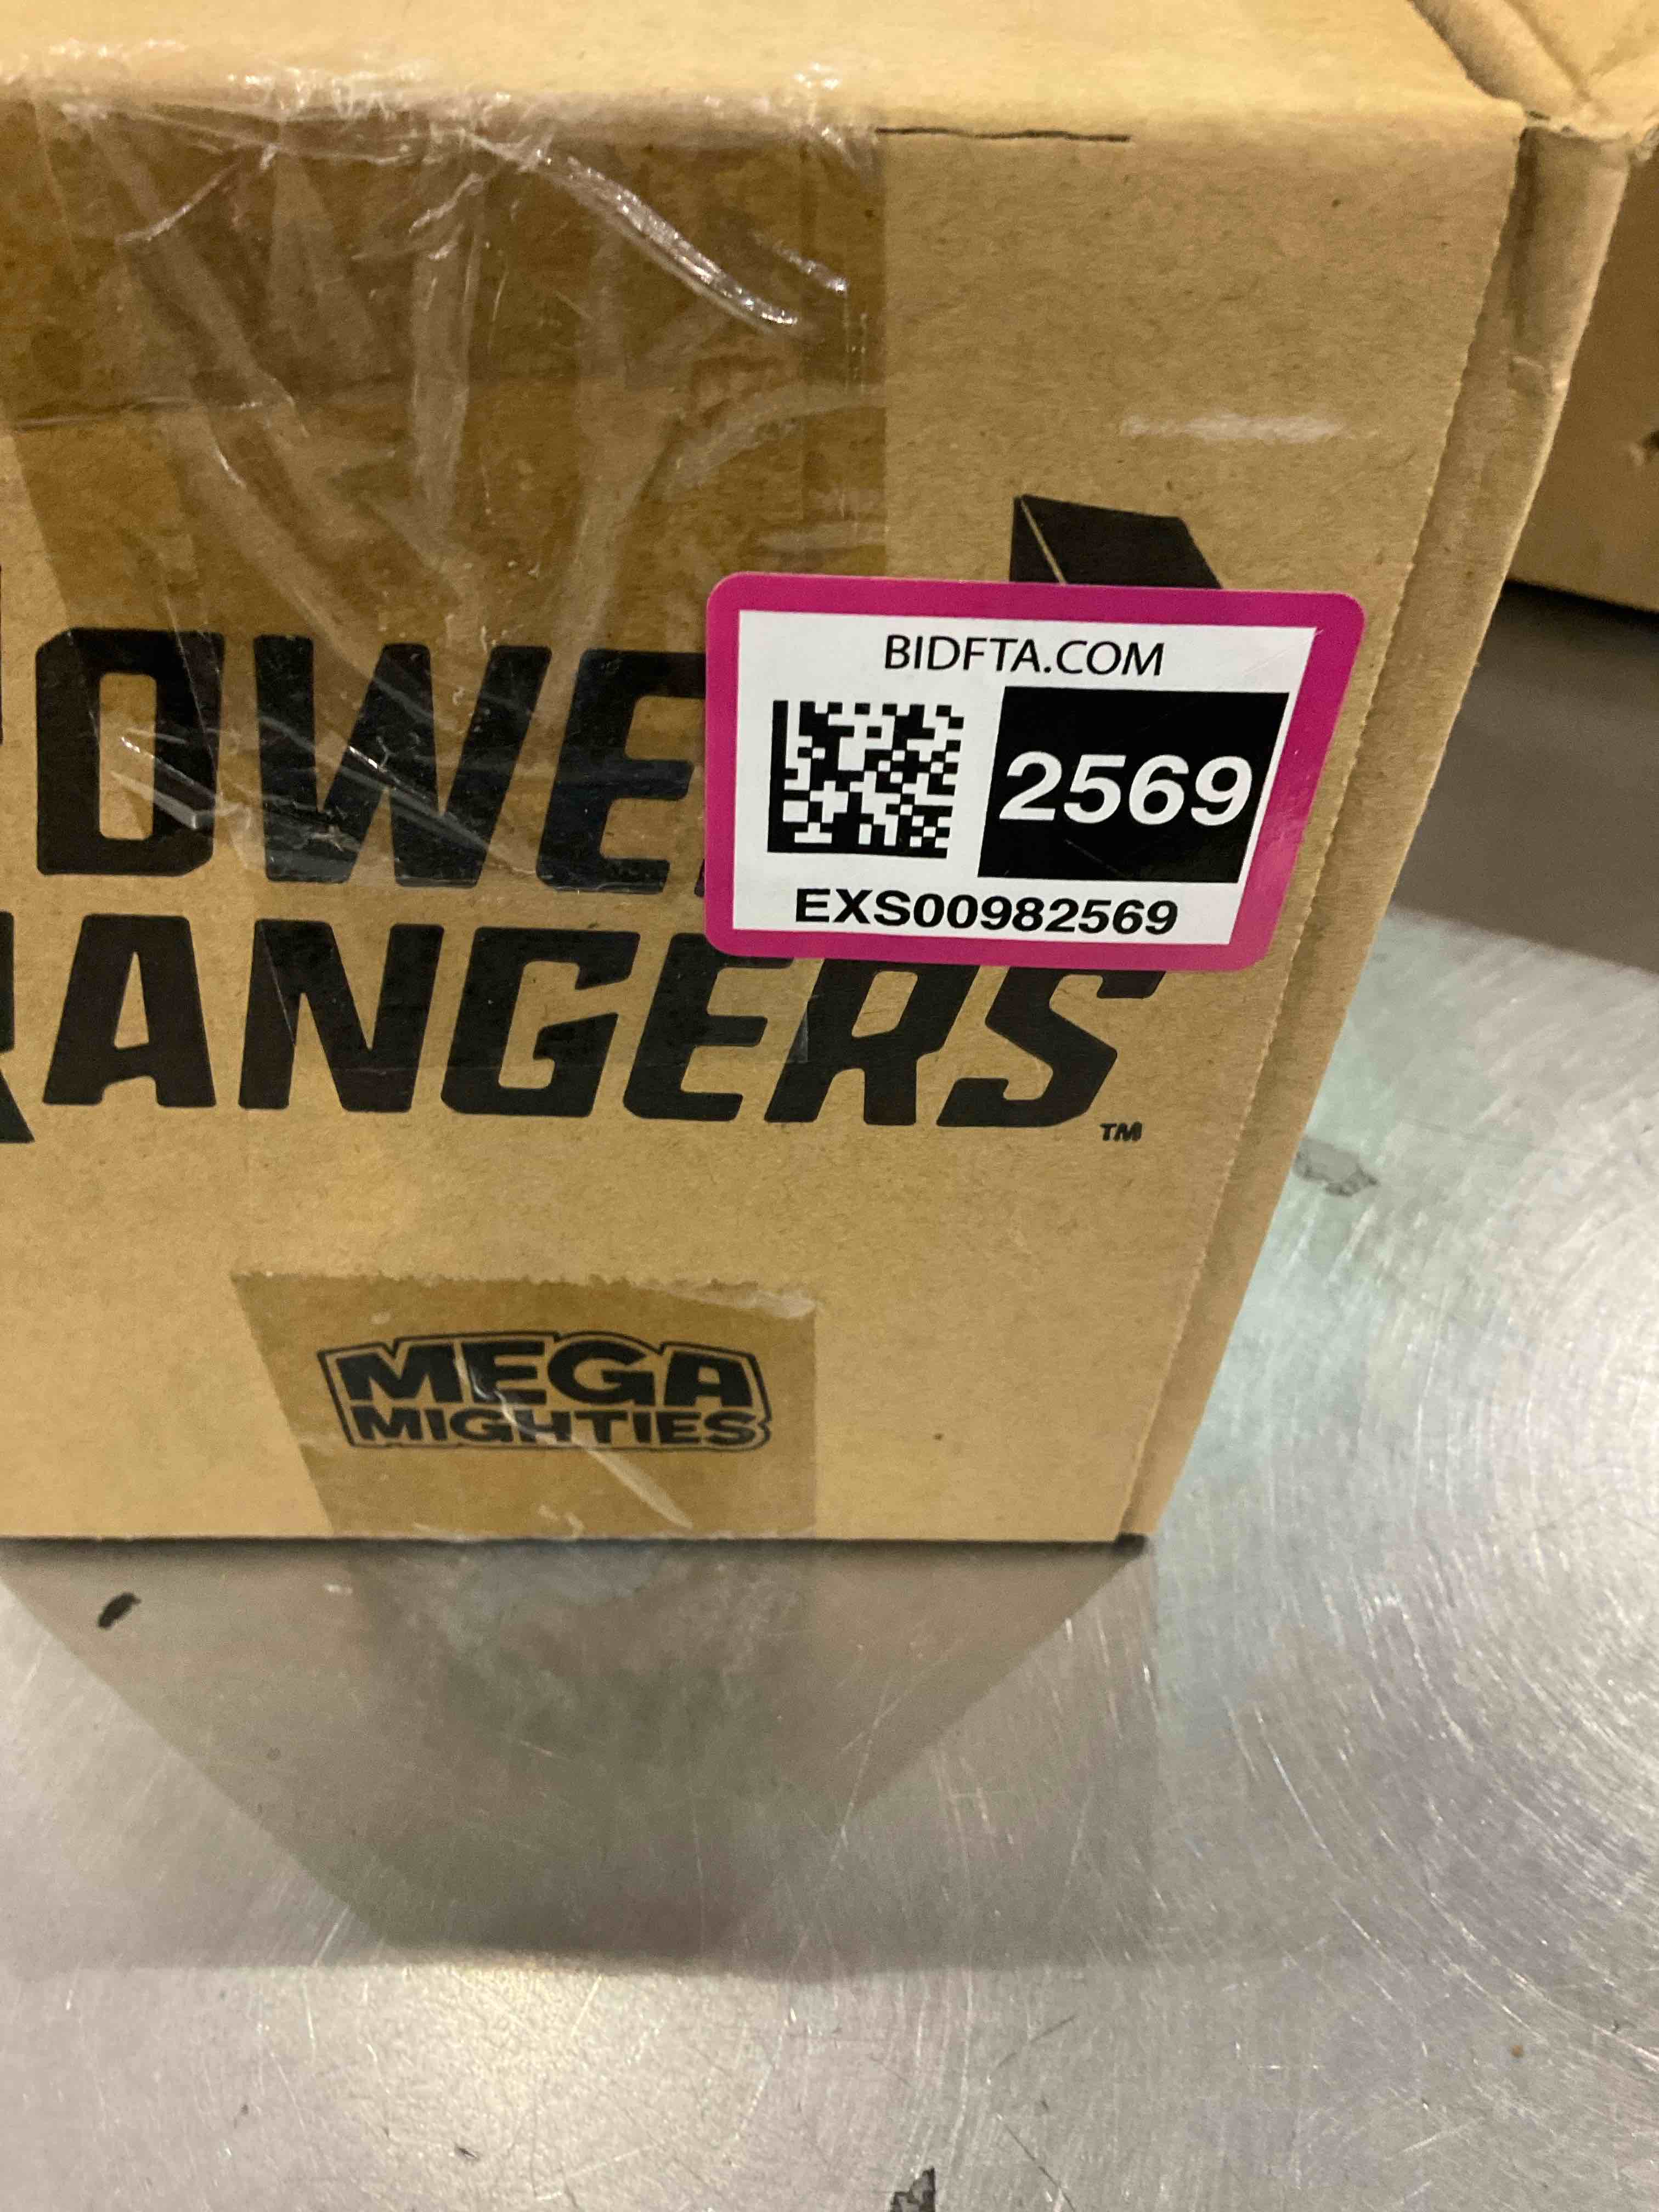 BIDFTA.COM
2569
EXS00982569
OWE
RANGERS
TM
MEGA
MIGHTIES